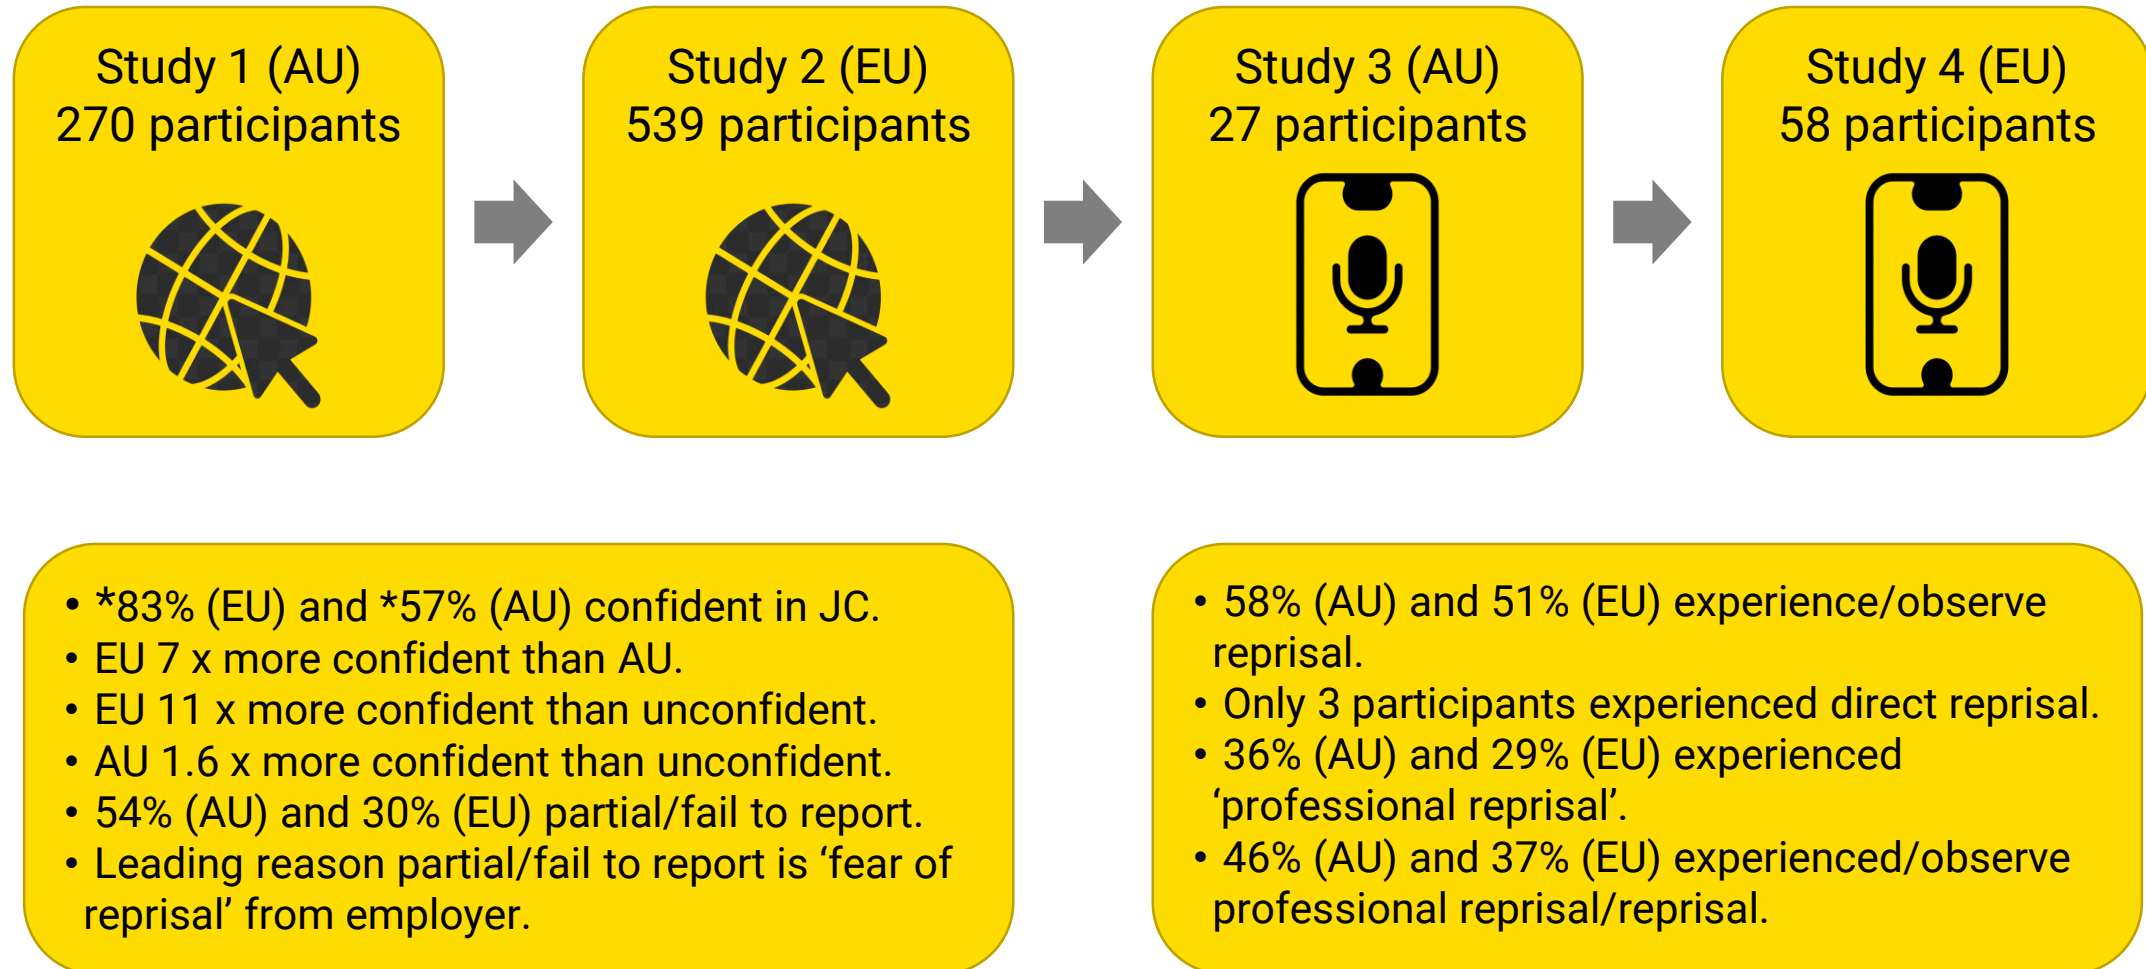 Study 1 (AU)
270 participants
Study 2 (EU)
539 participants
Study 3 (AU)
27 participants
Study 4 (EU)
58 participants
• *83% (EU) and *57% (AU) confident in JC.
• EU 7 x more confident than AU.
• EU 11 x more confident than unconfident.
• AU 1.6 x more confident than unconfident.
• 54% (AU) and 30% (EU) partial/fail to report.
• Leading reason partial/fail to report is ‘fear of
reprisal’ from employer.
• 58% (AU) and 51% (EU) experience/observe
reprisal.
• Only 3 participants experienced direct reprisal.
• 36% (AU) and 29% (EU) experienced
‘professional reprisal’.
• 46% (AU) and 37% (EU) experienced/observe
professional reprisal/reprisal.